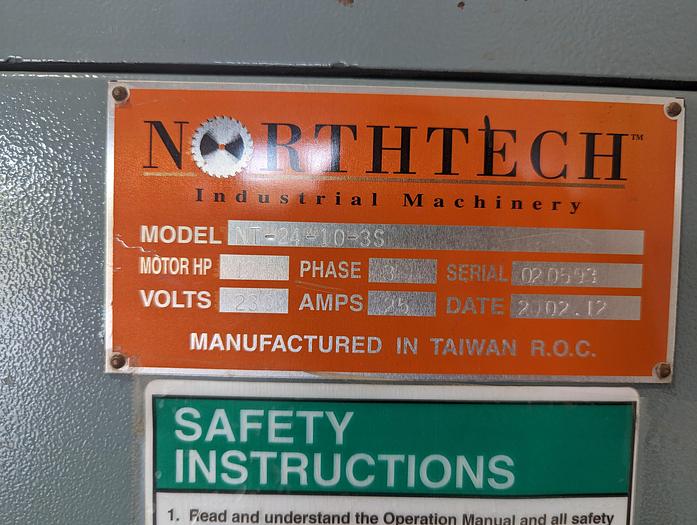 NORTHTECH™
Industrial Machinery
MODEL NT-24-10-3S
MOTOR HP PHASE 3 SERIAL 020593
VOLTS AMPS 25 DATE 2002.12
MANUFACTURED IN TAIWAN R.O.C.
SAFETY
INSTRUCTIONS
1. Read and understand the Operation Manual and all safety